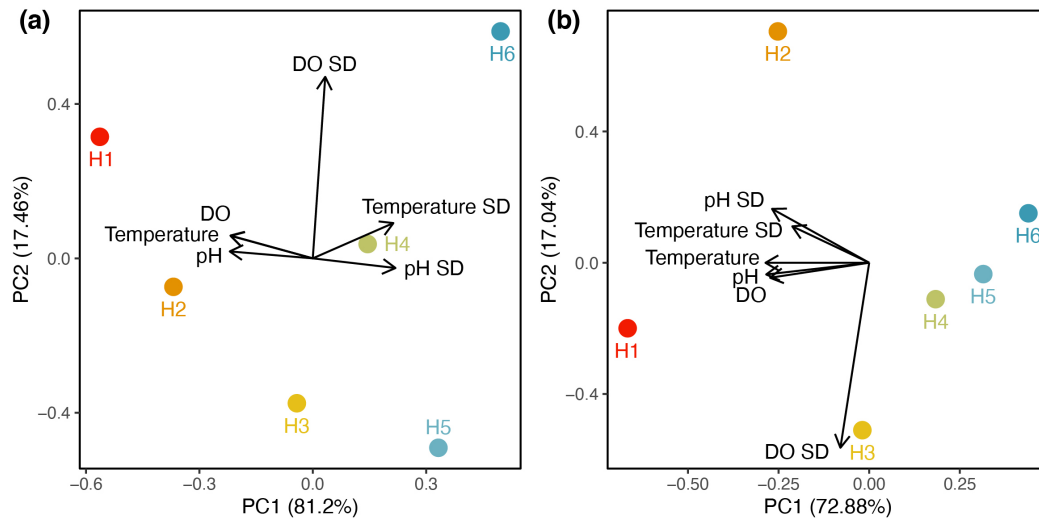 (a)
H6
DO SD
0.4
H1
Temperature SD
DO
Temperature
H4
pH
pH SD
0.0
H2
H3
H5
−0.4
−0.6
−0.3
0.0
0.3
PC1 (81.2%)
PC2 (17.46%)
(b)
H2
0.4
pH SD
Temperature SD
H6
Temperature
0.0
pH
H5
DO
H4
H1
−0.4
DO SD
H3
−0.50
−0.25
0.00
0.25
PC1 (72.88%)
PC2 (17.04%)